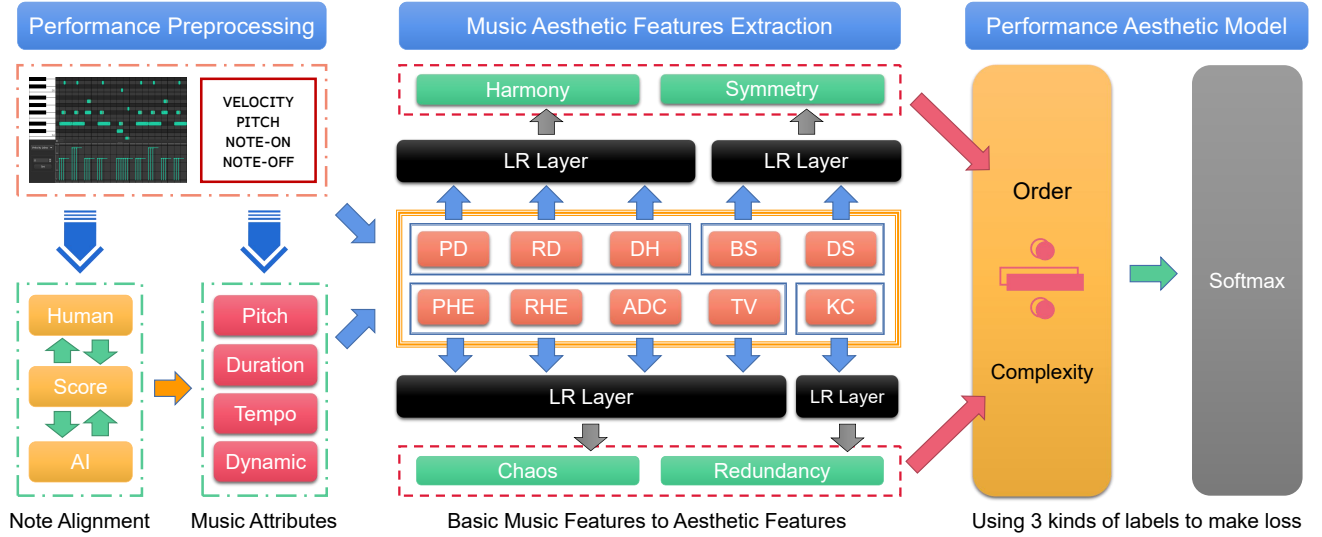 Performance Preprocessing
Music Aesthetic Features Extraction
Performance Aesthetic Model
VELOCITY
PITCH
NOTE-ON
NOTE-OFF
Harmony
Symmetry
LR Layer
LR Layer
PD
RD
DH
BS
DS
PHE
RHE
ADC
TV
KC
LR Layer
LR Layer
Chaos
Redundancy
Human
Score
AI
Pitch
Duration
Tempo
Dynamic
Order
Complexity
Softmax
Note Alignment
Music Attributes
Basic Music Features to Aesthetic Features
Using 3 kinds of labels to make loss